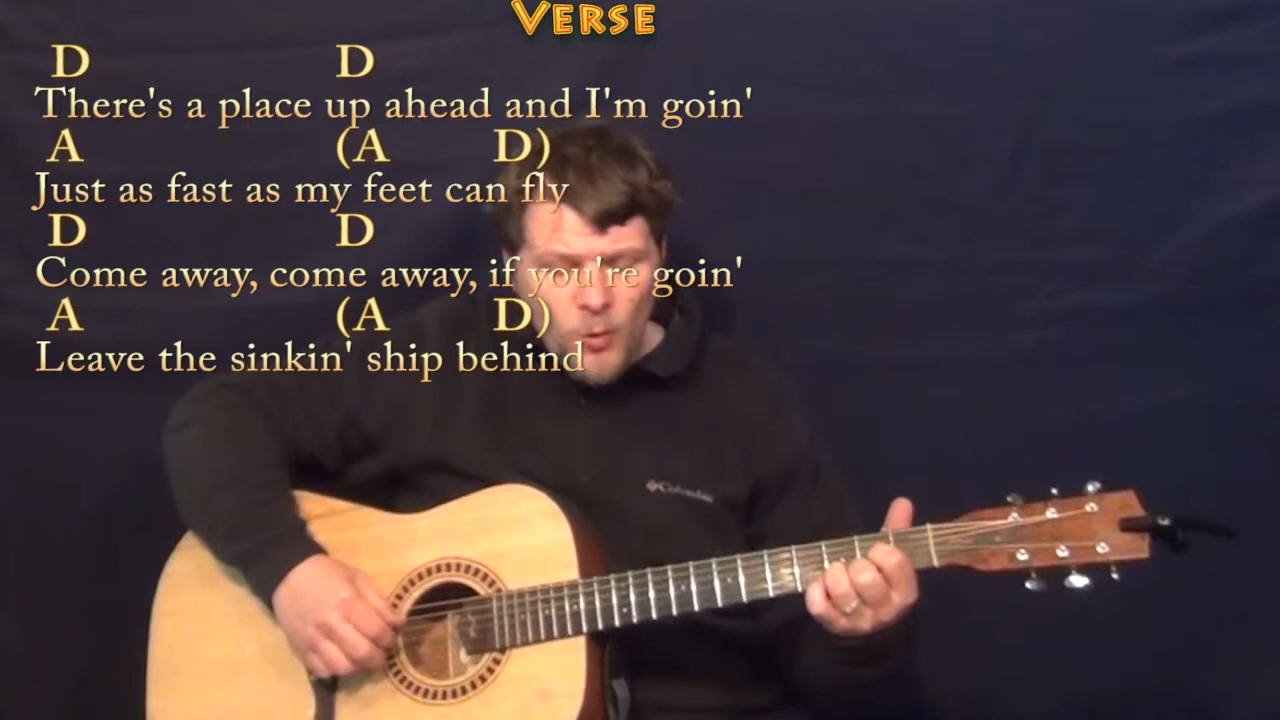 VERSE
D D
There's a place up ahead and I'm goin'
A (A D)
Just as fast as my feet can fly
D D
Come away, come away, if you're goin'
A (A D)
Leave the sinkin' ship behind
Columbia